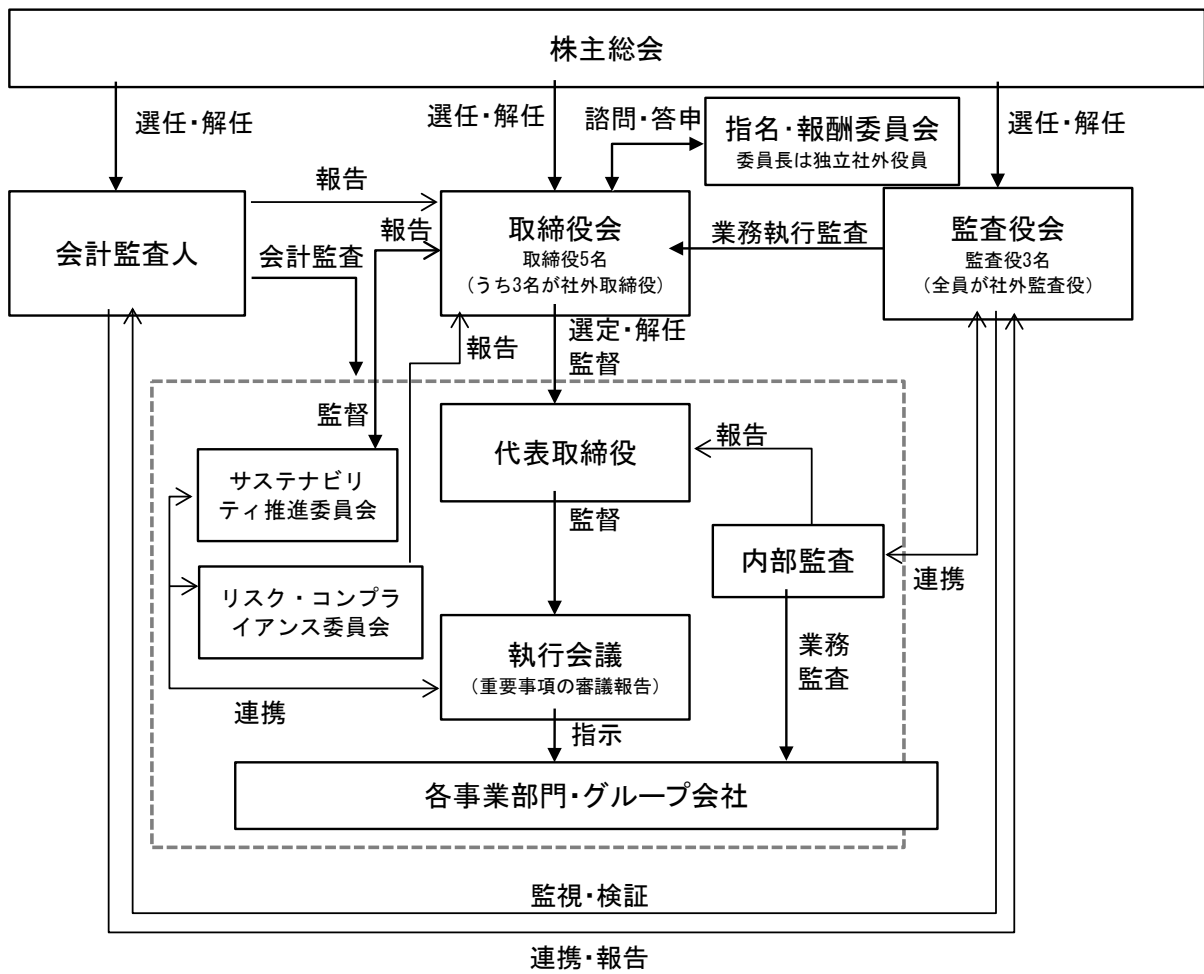 株主総会
選任・解任
選任・解任
諮問・答申
指名・報酬委員会
委員長は独立社外役員
選任・解任
報告
会計監査人
会計監査
報告
取締役会
取締役5名
（うち3名が社外取締役）
業務執行監査
監査役会
監査役3名
（全員が社外監査役）
選定・解任
監督
報告
監督
代表取締役
報告
サステナビリ
ティ推進委員会
監督
内部監査
連携
リスク・コンプラ
イアンス委員会
執行会議
（重要事項の審議報告）
業務
監査
連携
指示
各事業部門・グループ会社
監視・検証
連携・報告